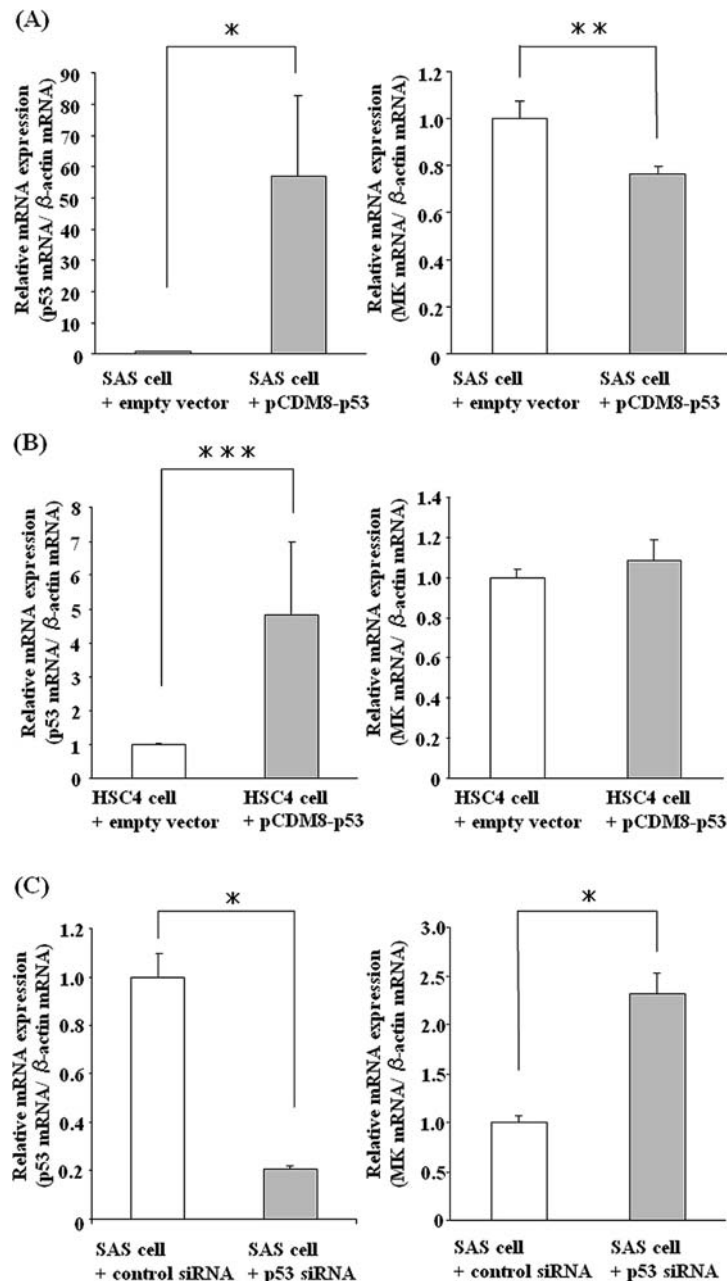 (A)
*
Relative mRNA expression
(p53 mRNA/ β-actin mRNA)
90
80
70
60
50
40
30
20
10
0
SAS cell
+ empty vector
SAS cell
+ pCDM8-p53
**
Relative mRNA expression
(MK mRNA/ β-actin mRNA)
1.2
1.0
0.8
0.6
0.4
0.2
0
SAS cell
+ empty vector
SAS cell
+ pCDM8-p53
(B)
***
Relative mRNA expression
(p53 mRNA/ β-actin mRNA)
8
7
6
5
4
3
2
1
0
HSC4 cell
+ empty vector
HSC4 cell
+ pCDM8-p53
Relative mRNA expression
(MK mRNA/ β-actin mRNA)
1.4
1.2
1.0
0.8
0.6
0.4
0.2
0
HSC4 cell
+ empty vector
HSC4 cell
+ pCDM8-p53
(C)
*
Relative mRNA expression
(p53 mRNA/ β-actin mRNA)
1.2
1.0
0.8
0.6
0.4
0.2
0
SAS cell
+ control siRNA
SAS cell
+ p53 siRNA
*
Relative mRNA expression
(MK mRNA/ β-actin mRNA)
3.0
2.5
2.0
1.5
1.0
0.5
0
SAS cell
+ control siRNA
SAS cell
+ p53 siRNA